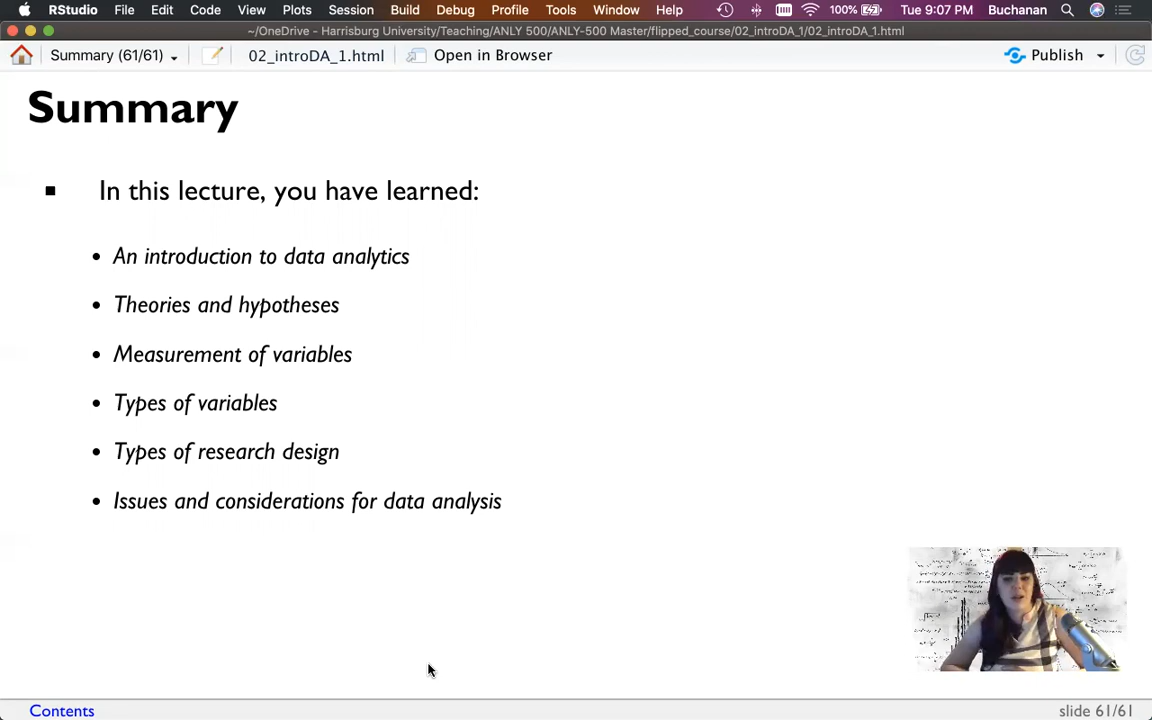 RStudio File Edit Code View Plots Session Build Debug Profile Tools Window Help 100% Tue 9:07 PM Buchanan
~/OneDrive - Harrisburg University/Teaching/ANLY 500/ANLY-500 Master/flipped_course/02_introDA_1/02_introDA_1.html
Summary (61/61) 02_introDA_1.html Open in Browser Publish
Summary
In this lecture, you have learned:
An introduction to data analytics
Theories and hypotheses
Measurement of variables
Types of variables
Types of research design
Issues and considerations for data analysis
Contents slide 61/61